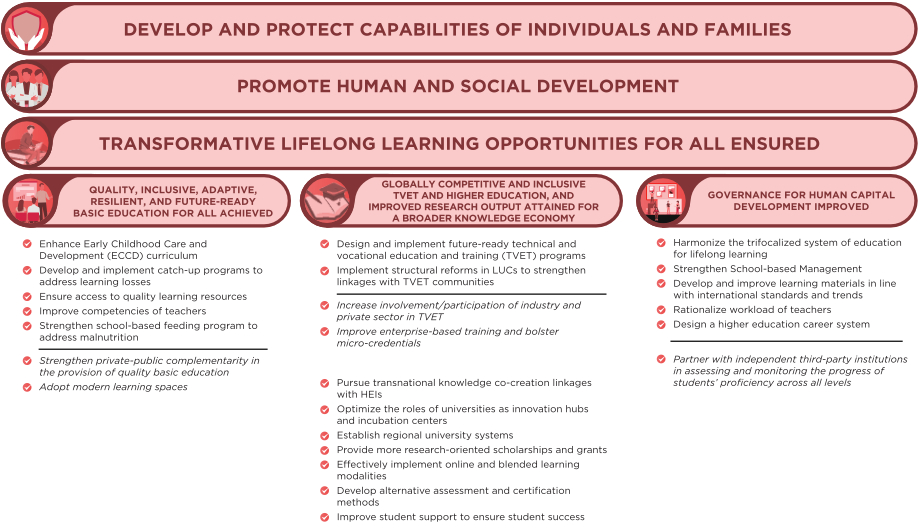 DEVELOP AND PROTECT CAPABILITIES OF INDIVIDUALS AND FAMILIES
PROMOTE HUMAN AND SOCIAL DEVELOPMENT
TRANSFORMATIVE LIFELONG LEARNING OPPORTUNITIES FOR ALL ENSURED
QUALITY, INCLUSIVE, ADAPTIVE,
RESILIENT, AND FUTURE-READY
BASIC EDUCATION FOR ALL ACHIEVED
Enhance Early Childhood Care and
Development (ECCD) curriculum
Develop and implement catch-up programs to
address learning losses
Ensure access to quality learning resources
Improve competencies of teachers
Strengthen school-based feeding program to
address malnutrition
Strengthen private-public complementarity in
the provision of quality basic education
Adopt modern learning spaces
GLOBALLY COMPETITIVE AND INCLUSIVE
TVET AND HIGHER EDUCATION, AND
IMPROVED RESEARCH OUTPUT ATTAINED FOR
A BROADER KNOWLEDGE ECONOMY
Design and implement future-ready technical and
vocational education and training (TVET) programs
Implement structural reforms in LUCs to strengthen
linkages with TVET communities
Increase involvement/participation of industry and
private sector in TVET
Improve enterprise-based training and bolster
micro-credentials
Pursue transnational knowledge co-creation linkages
with HEIs
Optimize the roles of universities as innovation hubs
and incubation centers
Establish regional university systems
Provide more research-oriented scholarships and grants
Effectively implement online and blended learning
modalities
Develop alternative assessment and certification
methods
Improve student support to ensure student success
GOVERNANCE FOR HUMAN CAPITAL
DEVELOPMENT IMPROVED
Harmonize the trifocalized system of education
for lifelong learning
Strengthen School-based Management
Develop and improve learning materials in line
with international standards and trends
Rationalize workload of teachers
Design a higher education career system
Partner with independent third-party institutions
in assessing and monitoring the progress of
students' proficiency across all levels